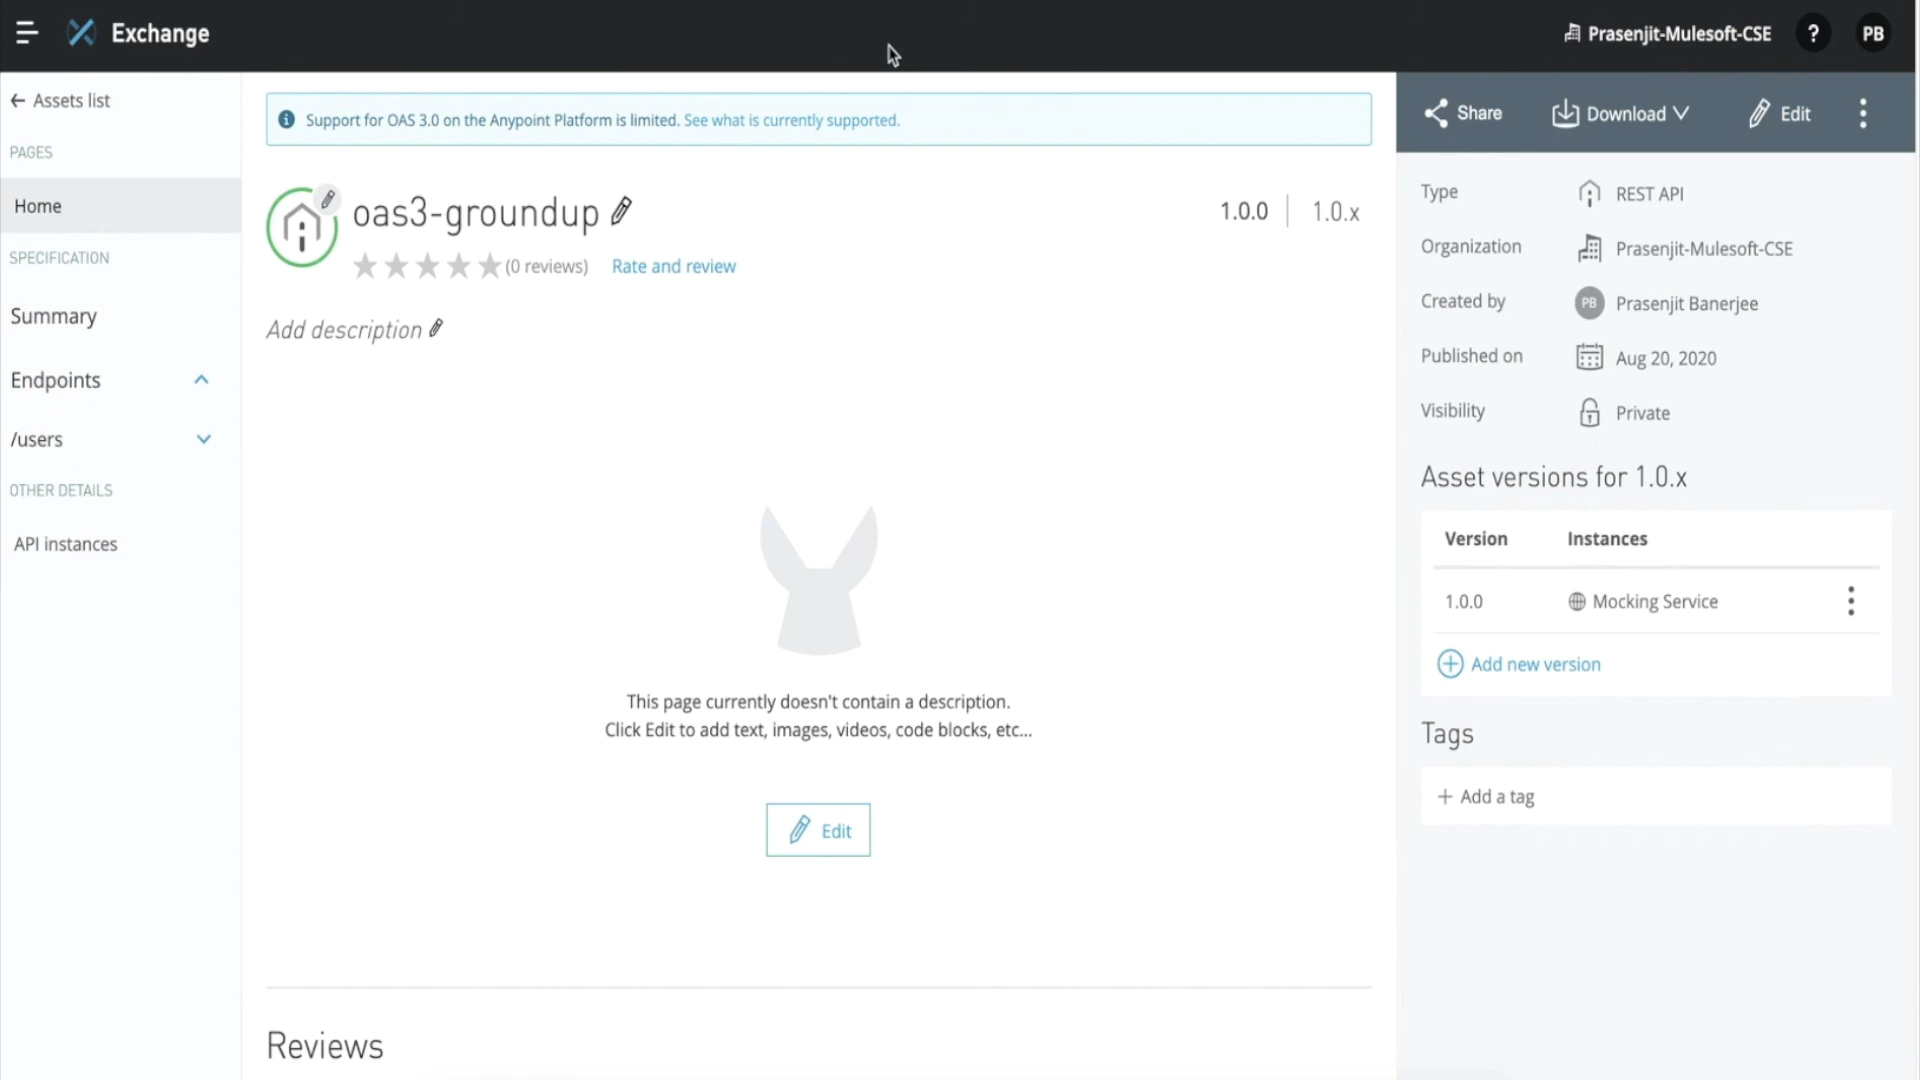 Exchange
Prasenjit-Mulesoft-CSE
?
PB
Assets list
PAGES
Home
SPECIFICATION
Summary
Endpoints
/users
OTHER DETAILS
API instances
Support for OAS 3.0 on the Anypoint Platform is limited. See what is currently supported.
oas3-groundup
1.0.0
1.0.x
(0 reviews)
Rate and review
Add description
This page currently doesn't contain a description.
Click Edit to add text, images, videos, code blocks, etc...
Edit
Reviews
Share
Download
Edit
Type
REST API
Organization
Prasenjit-Mulesoft-CSE
Created by
PB
Prasenjit Banerjee
Published on
Aug 20, 2020
Visibility
Private
Asset versions for 1.0.x
Version
Instances
1.0.0
Mocking Service
Add new version
Tags
+ Add a tag